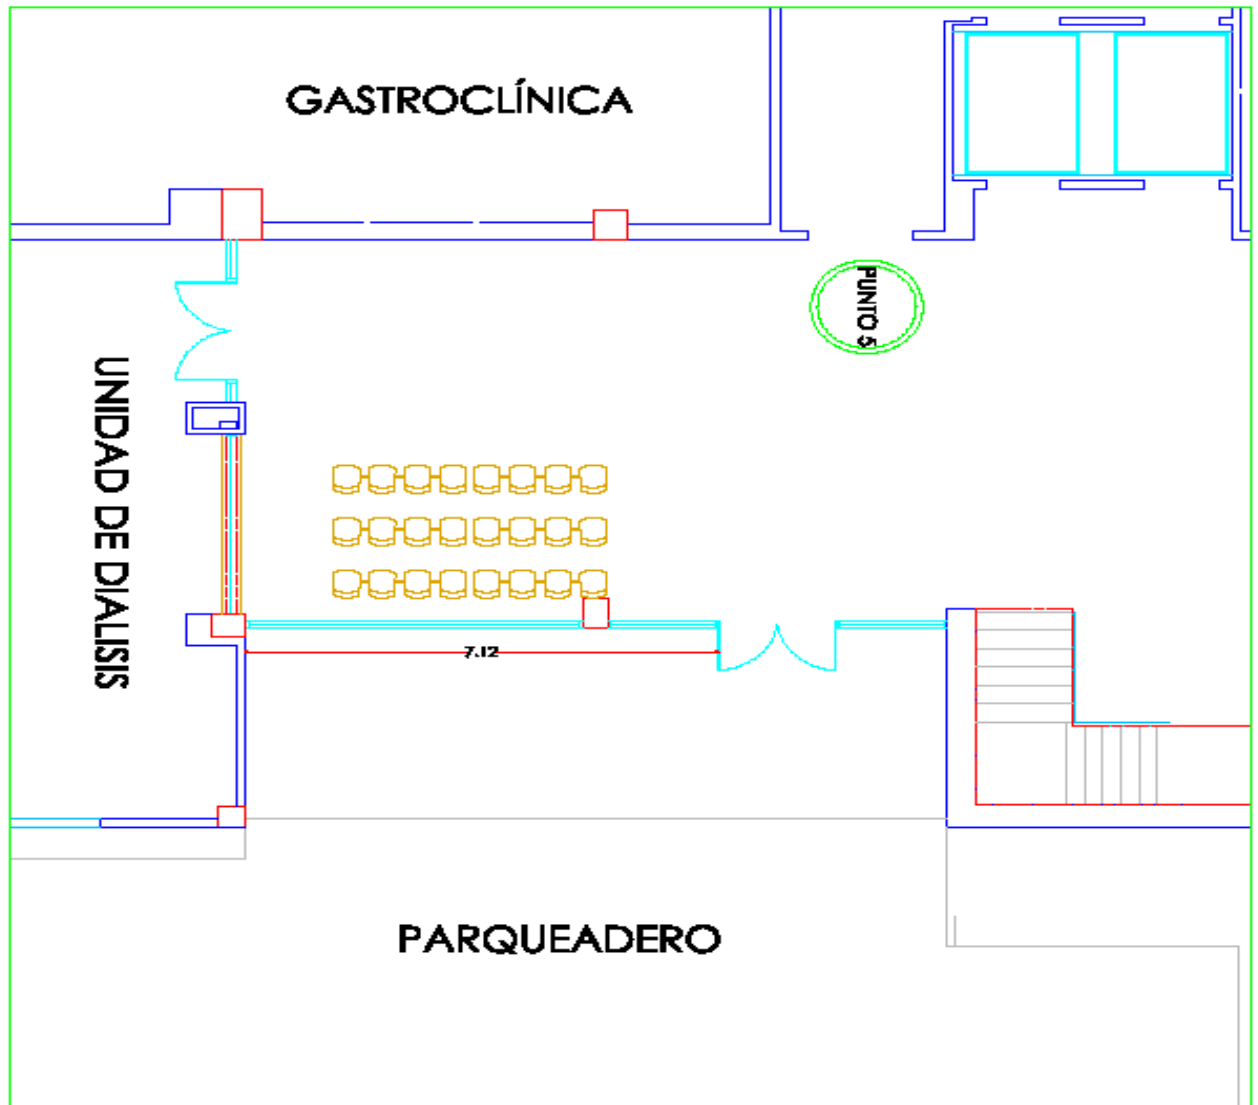 GASTROCLÍNICA
PUNTO 5
UNIDAD DE DIALISIS
7.12
PARQUEADERO